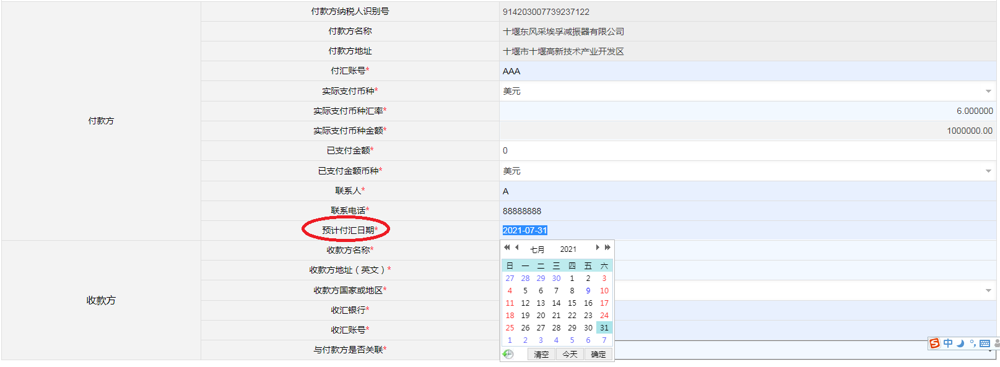 付款方纳税人识别号 914203007739237122
付款方名称 十堰东风采埃孚减振器有限公司
付款方地址 十堰市十堰高新技术产业开发区
付汇账号* AAA
实际支付币种* 美元
实际支付币种汇率* 6.000000
付款方
实际支付币种金额* 1000000.00
已支付金额* 0
已支付金额币种* 美元
联系人* A
联系电话* 88888888
预计付汇日期* 2021-07-31
收款方名称*
收款方地址（英文）*
收款方国家或地区*
收款方
收汇银行*
收汇账号*
与付款方是否关联*
七月 2021
日 一 二 三 四 五 六
27 28 29 30 1 2 3
4 5 6 7 8 9 10
11 12 13 14 15 16 17
18 19 20 21 22 23 24
25 26 27 28 29 30 31
1 2 3 4 5 6 7
清空 今天 确定
S 中